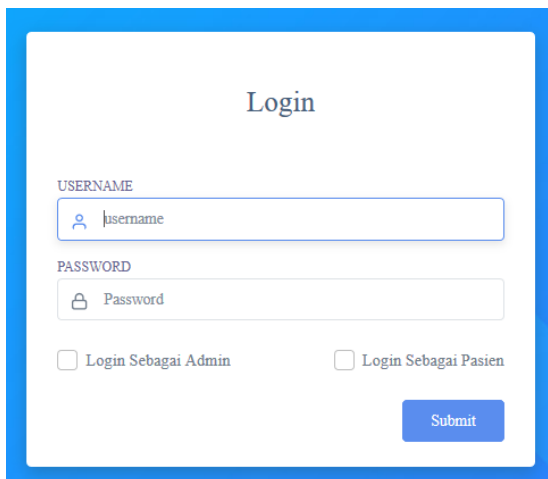 Login
USERNAME
username
PASSWORD
Password
Login Sebagai Admin Login Sebagai Pasien
Submit